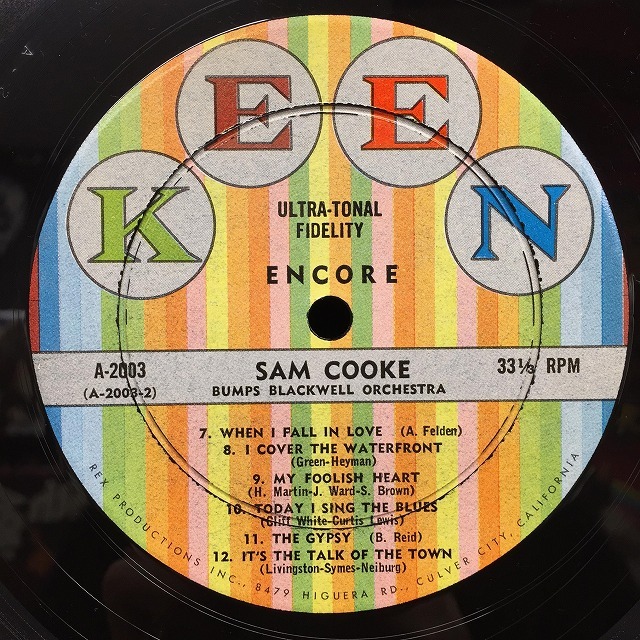 KEEN
ULTRA-TONAL
FIDELITY
ENCORE
A-2003
(A-2003-2)
SAM COOKE
BUMPS BLACKWELL ORCHESTRA
33⅓ RPM
7. WHEN I FALL IN LOVE (A. Felden)
8. I COVER THE WATERFRONT
(Green-Heyman)
9. MY FOOLISH HEART
(H. Martin-J. Ward-S. Brown)
10. TODAY I SING THE BLUES
(Cliff White-Curtis Lewis)
11. THE GYPSY (B. Reid)
12. IT'S THE TALK OF THE TOWN
(Livingston-Symes-Neiburg)
REX PRODUCTIONS INC., 8479 HIGUERA RD., CULVER CITY, CALIFORNIA